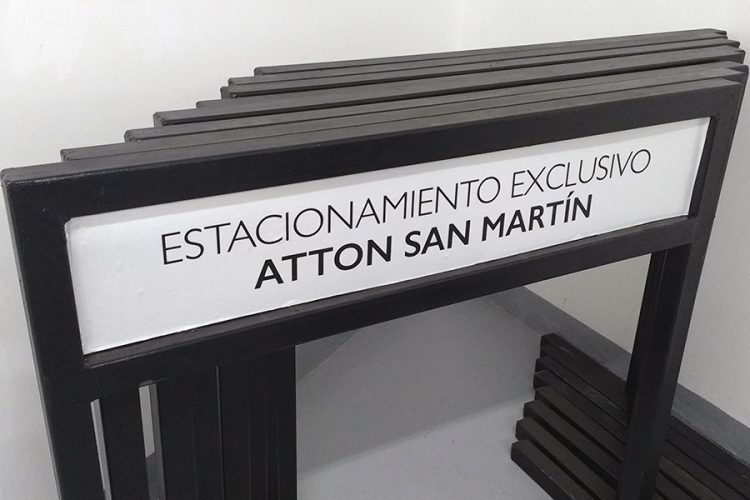 ESTACIONAMIENTO EXCLUSIVO
ATTON SAN MARTÍN